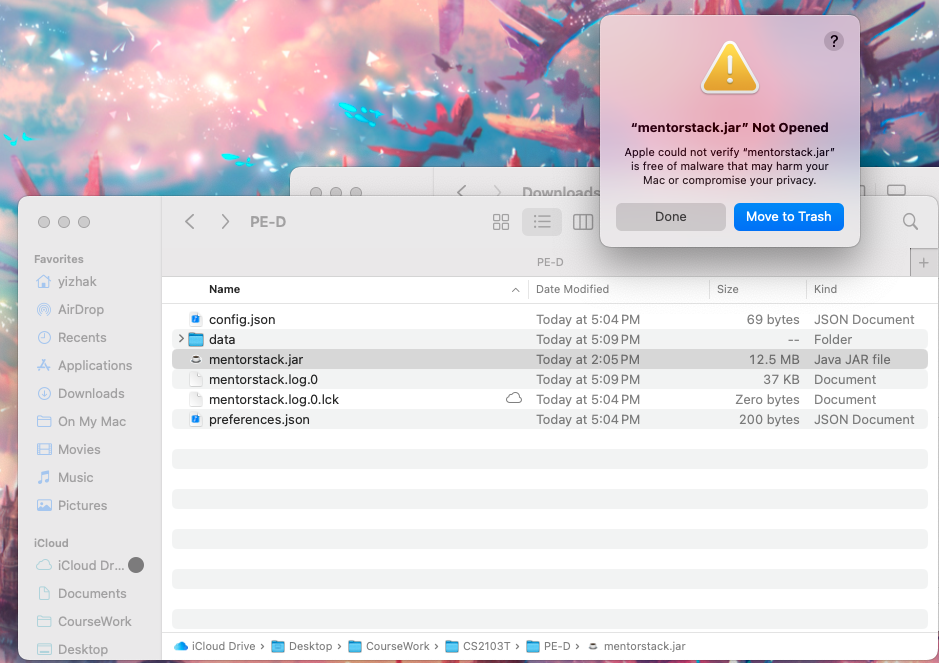 ?
“mentorstack.jar” Not Opened
Apple could not verify “mentorstack.jar”
is free of malware that may harm your
Mac or compromise your privacy.
Done
Move to Trash
Downloads
PE-D
PE-D
+
Favorites
yizhak
AirDrop
Recents
Applications
Downloads
On My Mac
Movies
Music
Pictures
iCloud
iCloud Dr...
Documents
CourseWork
Desktop
Name Date Modified Size Kind
config.json Today at 5:04 PM 69 bytes JSON Document
data Today at 5:09 PM -- Folder
mentorstack.jar Today at 2:05 PM 12.5 MB Java JAR file
mentorstack.log.0 Today at 5:09 PM 37 KB Document
mentorstack.log.0.lck Today at 5:04 PM Zero bytes Document
preferences.json Today at 5:04 PM 200 bytes JSON Document
iCloud Drive › Desktop › CourseWork › CS2103T › PE-D › mentorstack.jar